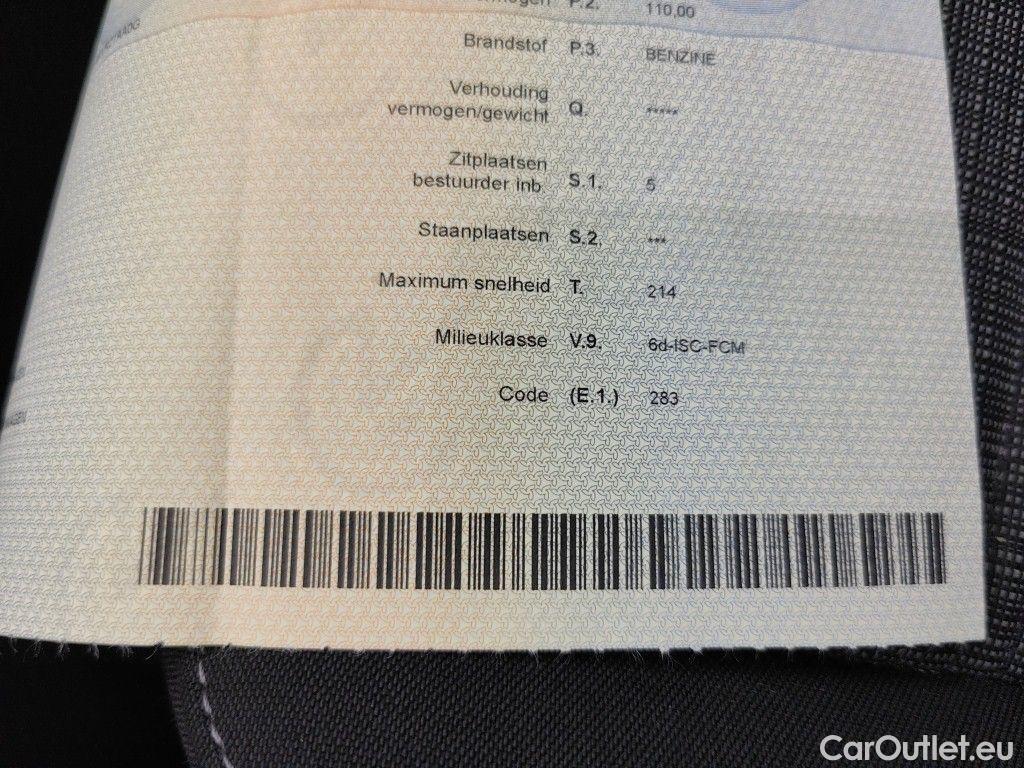 P.2. 110,00
Brandstof P.3. BENZINE
Verhouding
vermogen/gewicht Q. *****
Zitplaatsen
bestuurder inb. S.1. 5
Staanplaatsen S.2. ***
Maximum snelheid T. 214
Milieuklasse V.9. 6d-ISC-FCM
Code (E.1.) 283
CarOutlet.eu